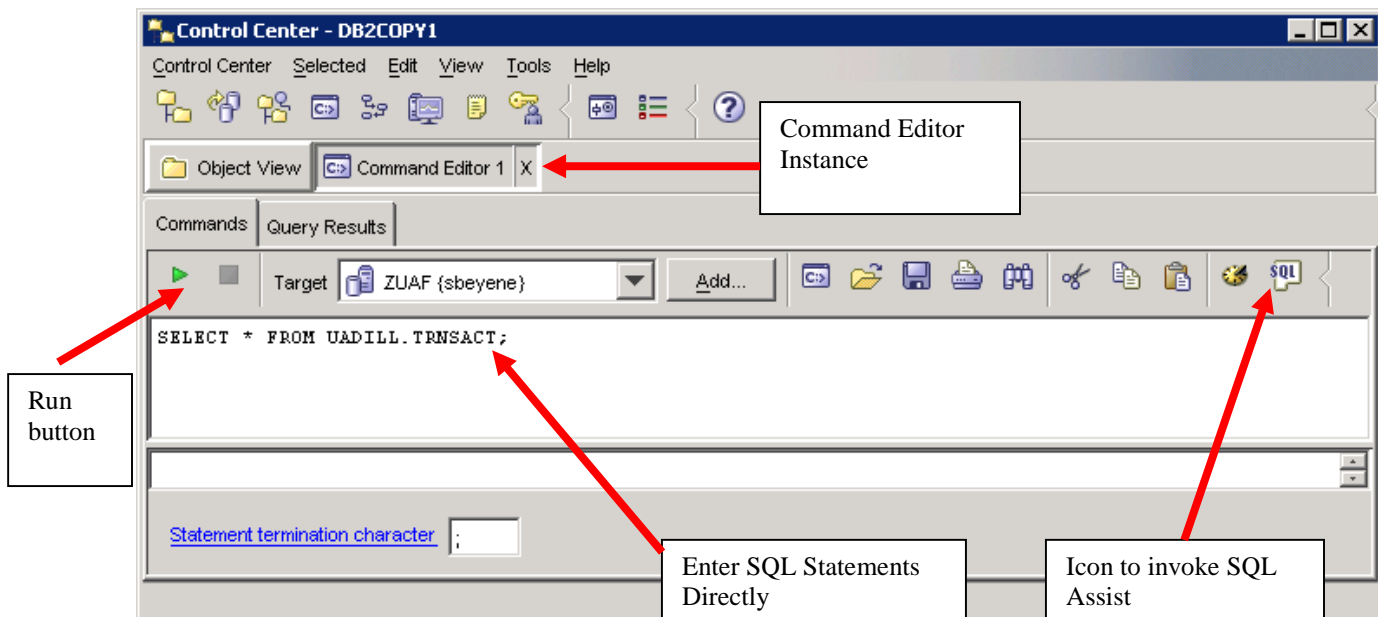 Control Center - DB2COPY1
Control Center Selected Edit View Tools Help
Command Editor
Instance
Object View
Command Editor 1 X
Commands
Query Results
Target
ZUAF {sbeyene}
Add...
SQL
SELECT * FROM UADILL.TRNSACT;
Run
button
Statement termination character
;
Enter SQL Statements
Directly
Icon to invoke SQL
Assist